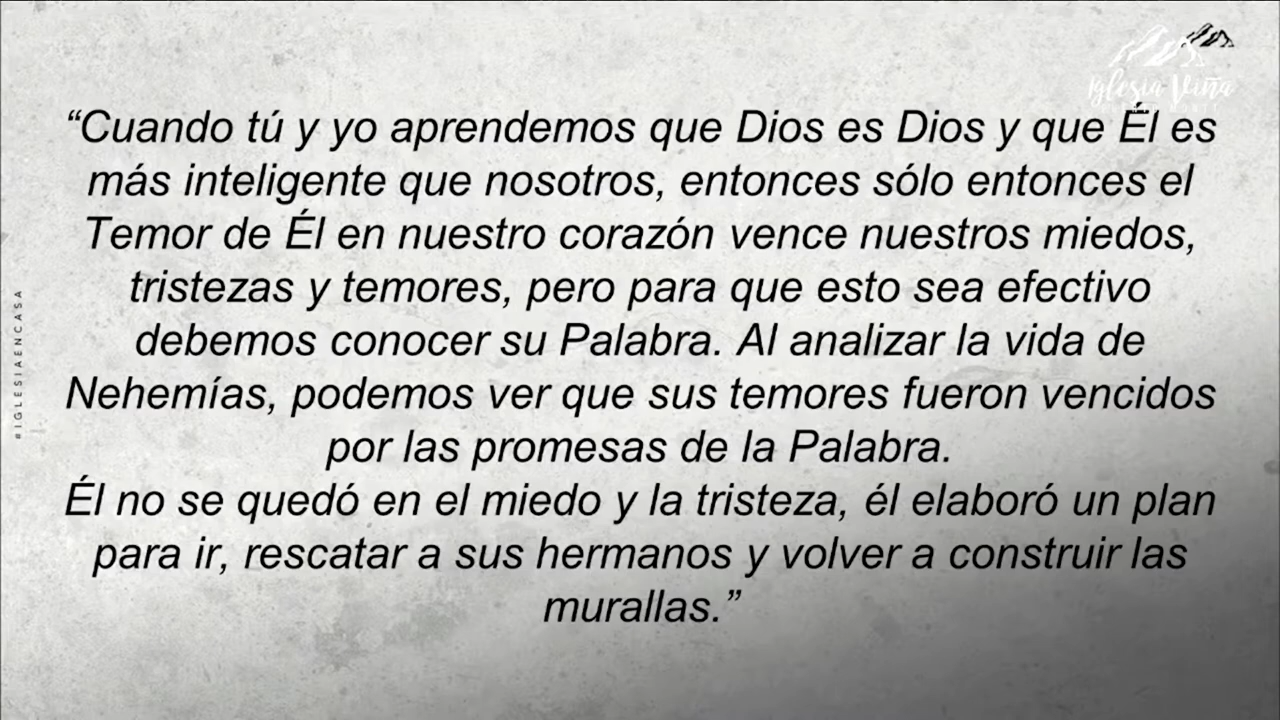 Iglesia Viña
“Cuando tú y yo aprendemos que Dios es Dios y que Él es
más inteligente que nosotros, entonces sólo entonces el
Temor de Él en nuestro corazón vence nuestros miedos,
tristezas y temores, pero para que esto sea efectivo
debemos conocer su Palabra. Al analizar la vida de
Nehemías, podemos ver que sus temores fueron vencidos
por las promesas de la Palabra.
Él no se quedó en el miedo y la tristeza, él elaboró un plan
para ir, rescatar a sus hermanos y volver a construir las
murallas.”
#IGLESIAENCASA